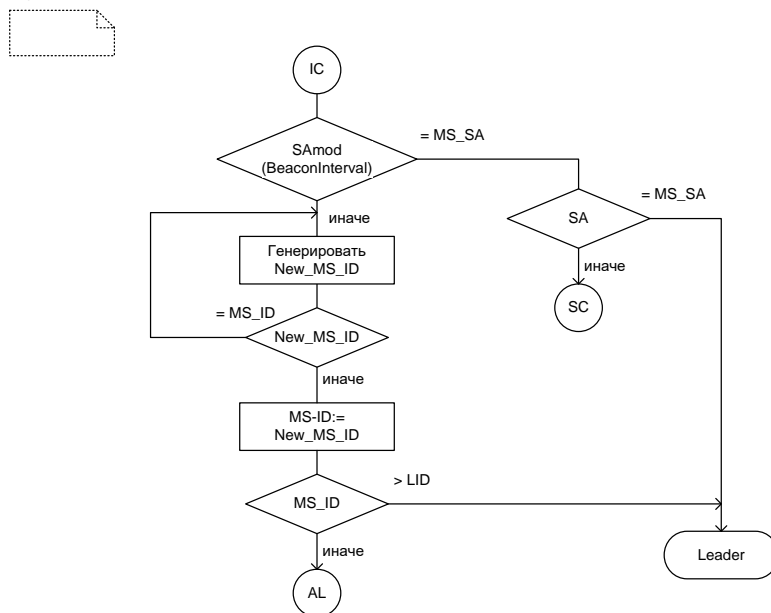 IC
= MS_SA
SAmod
(BeaconInterval)
= MS_SA
SA
иначе
иначе
Генерировать
New_MS_ID
SC
= MS_ID
New_MS_ID
иначе
MS-ID:=
New_MS_ID
> LID
MS_ID
иначе
Leader
AL